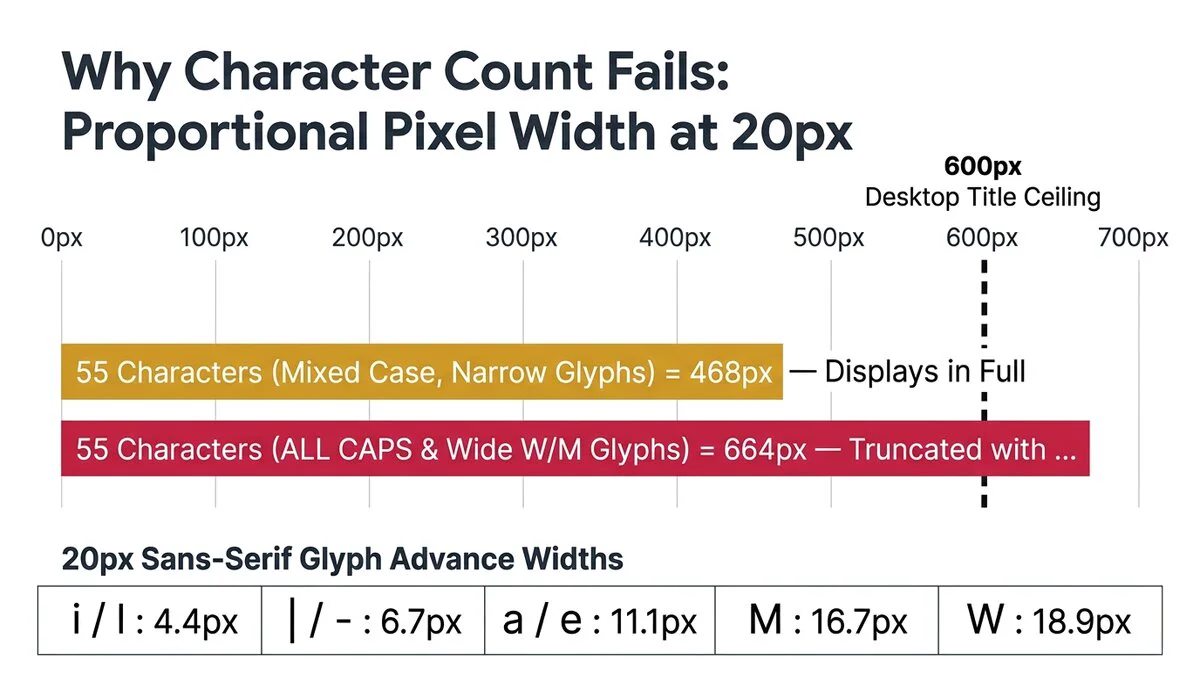 Why Character Count Fails:
Proportional Pixel Width at 20px
600px
Desktop Title Ceiling
0px 100px 200px 300px 400px 500px 600px 700px
55 Characters (Mixed Case, Narrow Glyphs) = 468px — Displays in Full
55 Characters (ALL CAPS & Wide W/M Glyphs) = 664px — Truncated with ...
20px Sans-Serif Glyph Advance Widths
i / l : 4.4px | / - : 6.7px a / e : 11.1px M : 16.7px W : 18.9px